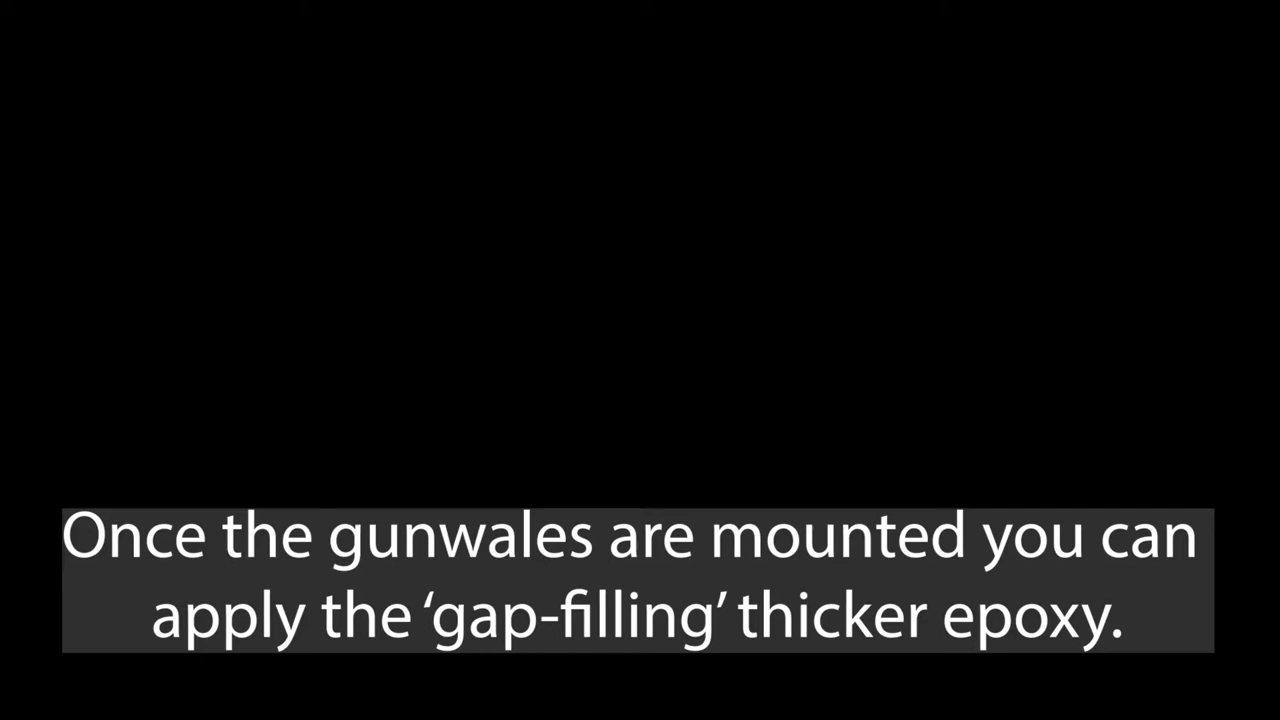 Once the gunwales are mounted you can
apply the ‘gap-filling’ thicker epoxy.